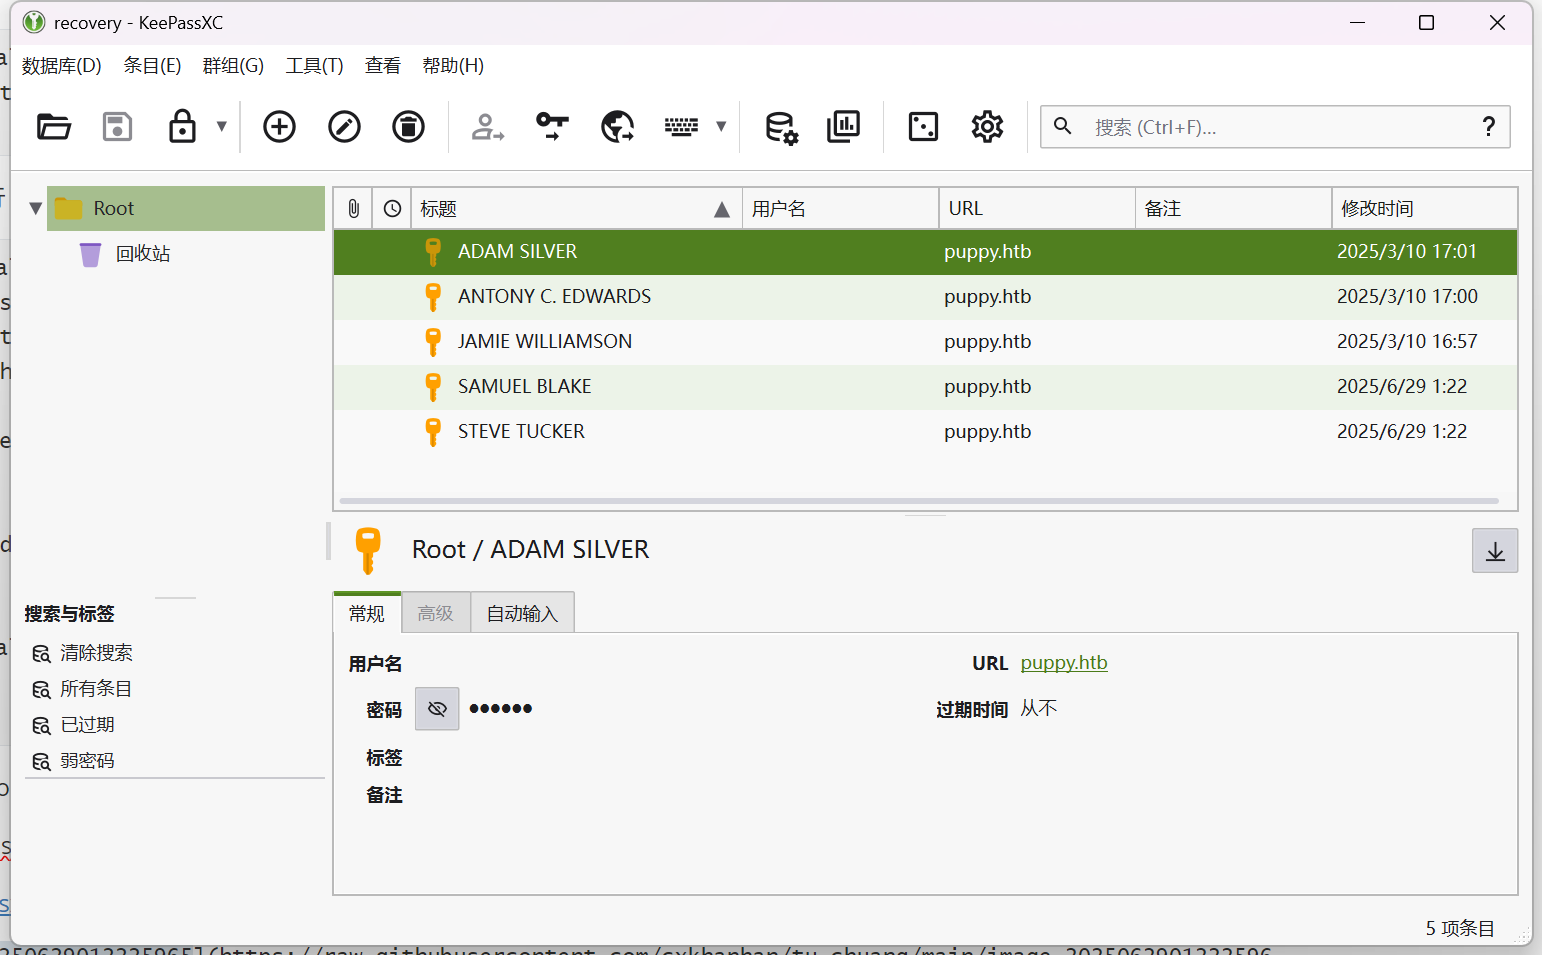 recovery - KeePassXC
数据库(D) 条目(E) 群组(G) 工具(T) 查看 帮助(H)
搜索 (Ctrl+F)...
?
Root
回收站
标题 用户名 URL 备注 修改时间
ADAM SILVER puppy.htb 2025/3/10 17:01
ANTONY C. EDWARDS puppy.htb 2025/3/10 17:00
JAMIE WILLIAMSON puppy.htb 2025/3/10 16:57
SAMUEL BLAKE puppy.htb 2025/6/29 1:22
STEVE TUCKER puppy.htb 2025/6/29 1:22
Root / ADAM SILVER
常规 高级 自动输入
用户名 URL puppy.htb
密码 ●●●●●● 过期时间 从不
标签
备注
搜索与标签
清除搜索
所有条目
已过期
弱密码
5 项条目